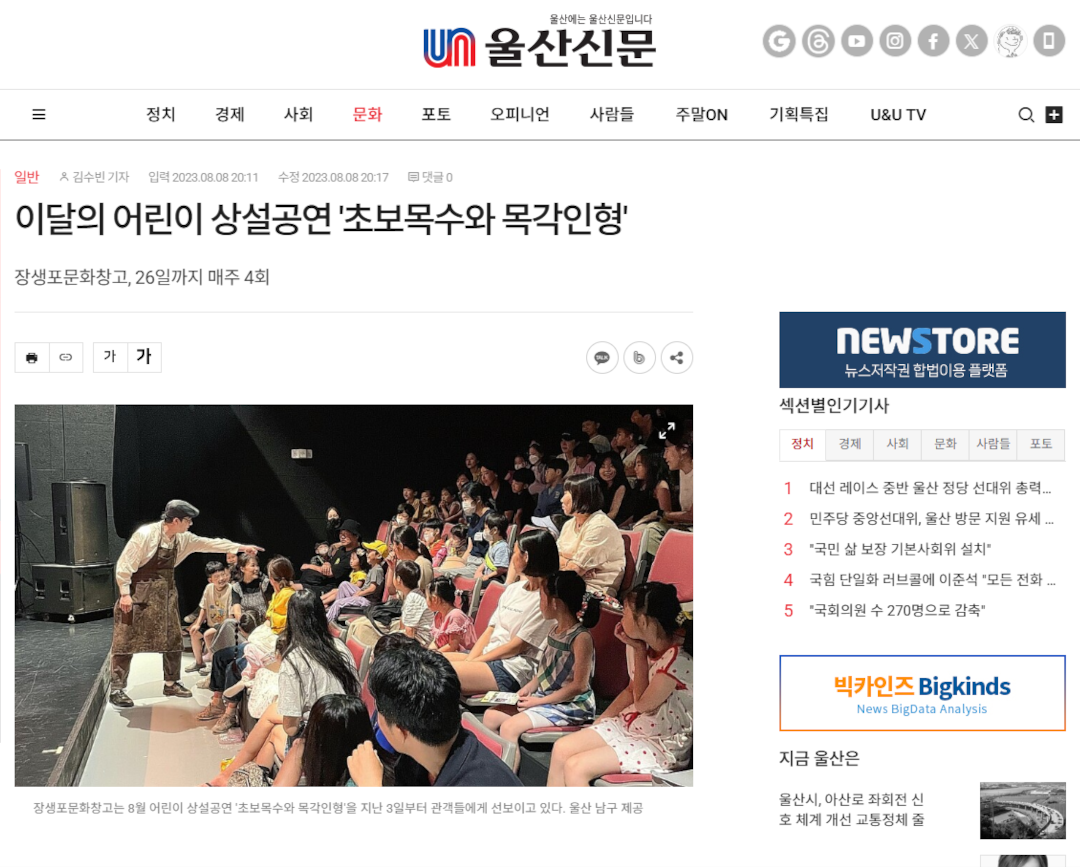 울산에는 울산신문입니다
un 울산신문
정치 경제 사회 문화 포토 오피니언 사람들 주말ON 기획특집 U&U TV
일반 김수빈 기자 입력 2023.08.08 20:11 수정 2023.08.08 20:17 댓글 0
이달의 어린이 상설공연 '초보목수와 목각인형'
장생포문화창고, 26일까지 매주 4회
가 가
TALK b
장생포문화창고는 8월 어린이 상설공연 '초보목수와 목각인형'을 지난 3일부터 관객들에게 선보이고 있다. 울산 남구 제공
NEWSTORE
뉴스저작권 합법이용 플랫폼
섹션별인기기사
정치 경제 사회 문화 사람들 포토
1 대선 레이스 중반 울산 정당 선대위 총력...
2 민주당 중앙선대위, 울산 방문 지원 유세 ...
3 "국민 삶 보장 기본사회위 설치"
4 국힘 단일화 러브콜에 이준석 "모든 전화 ...
5 "국회의원 수 270명으로 감축"
빅카인즈 Bigkinds
News BigData Analysis
지금 울산은
울산시, 아산로 좌회전 신
호 체계 개선 교통정체 줄